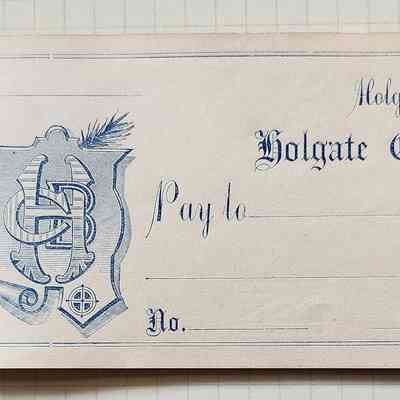 Holg
Holgate C
Pay to
No.